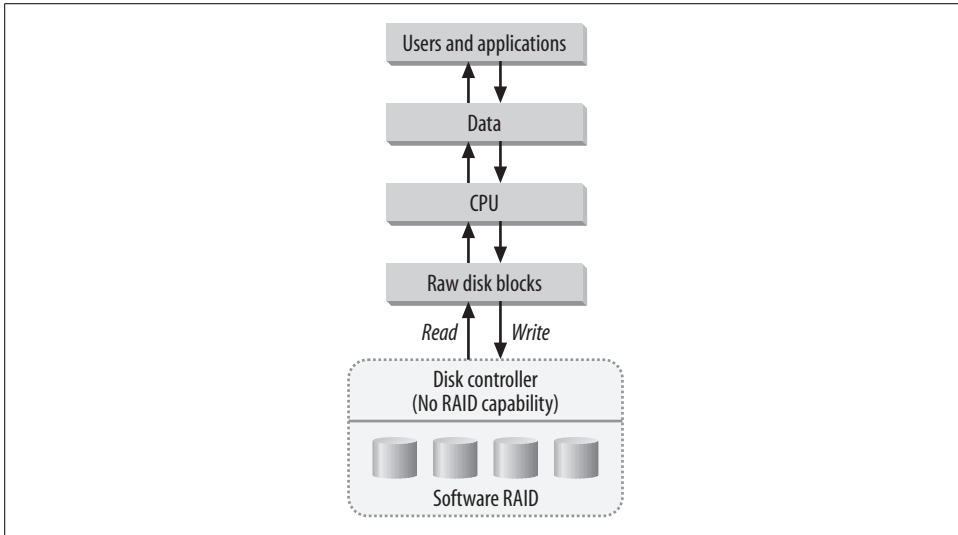 Users and applications
Data
CPU
Raw disk blocks
Read Write
Disk controller
(No RAID capability)
Software RAID